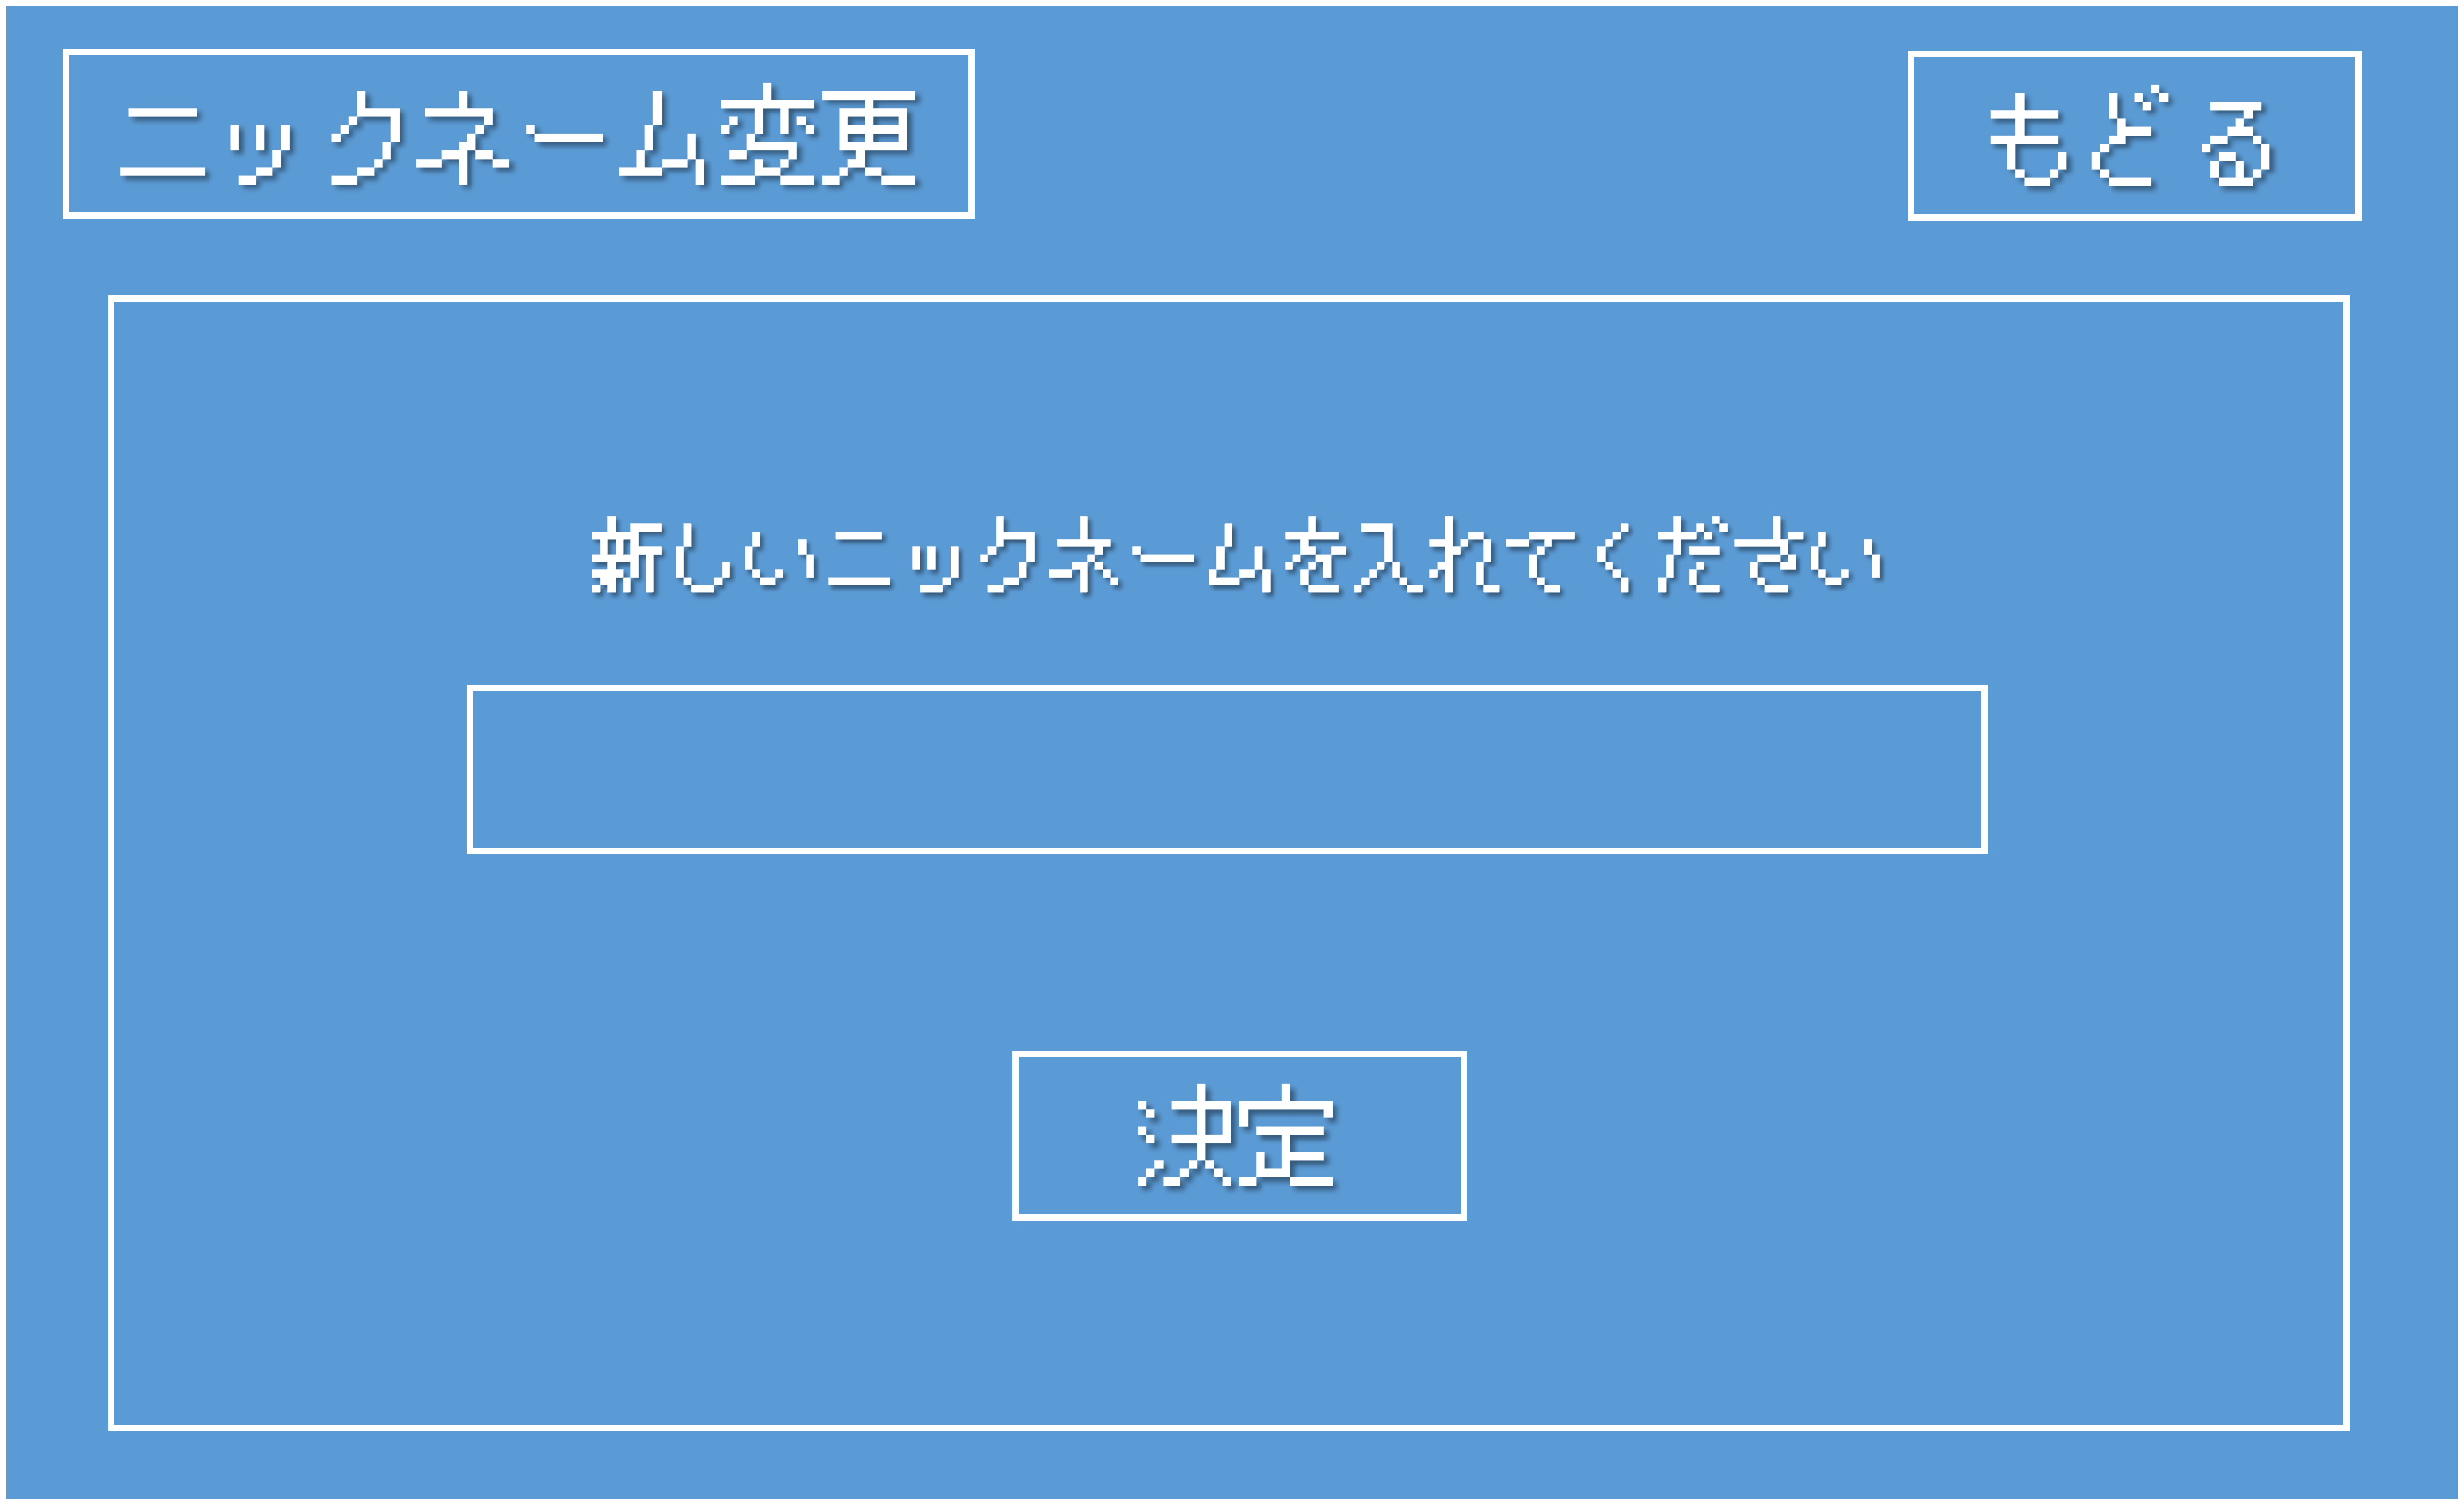 ニックネーム変更
もどる
新しいニックネームを入れてください
決定